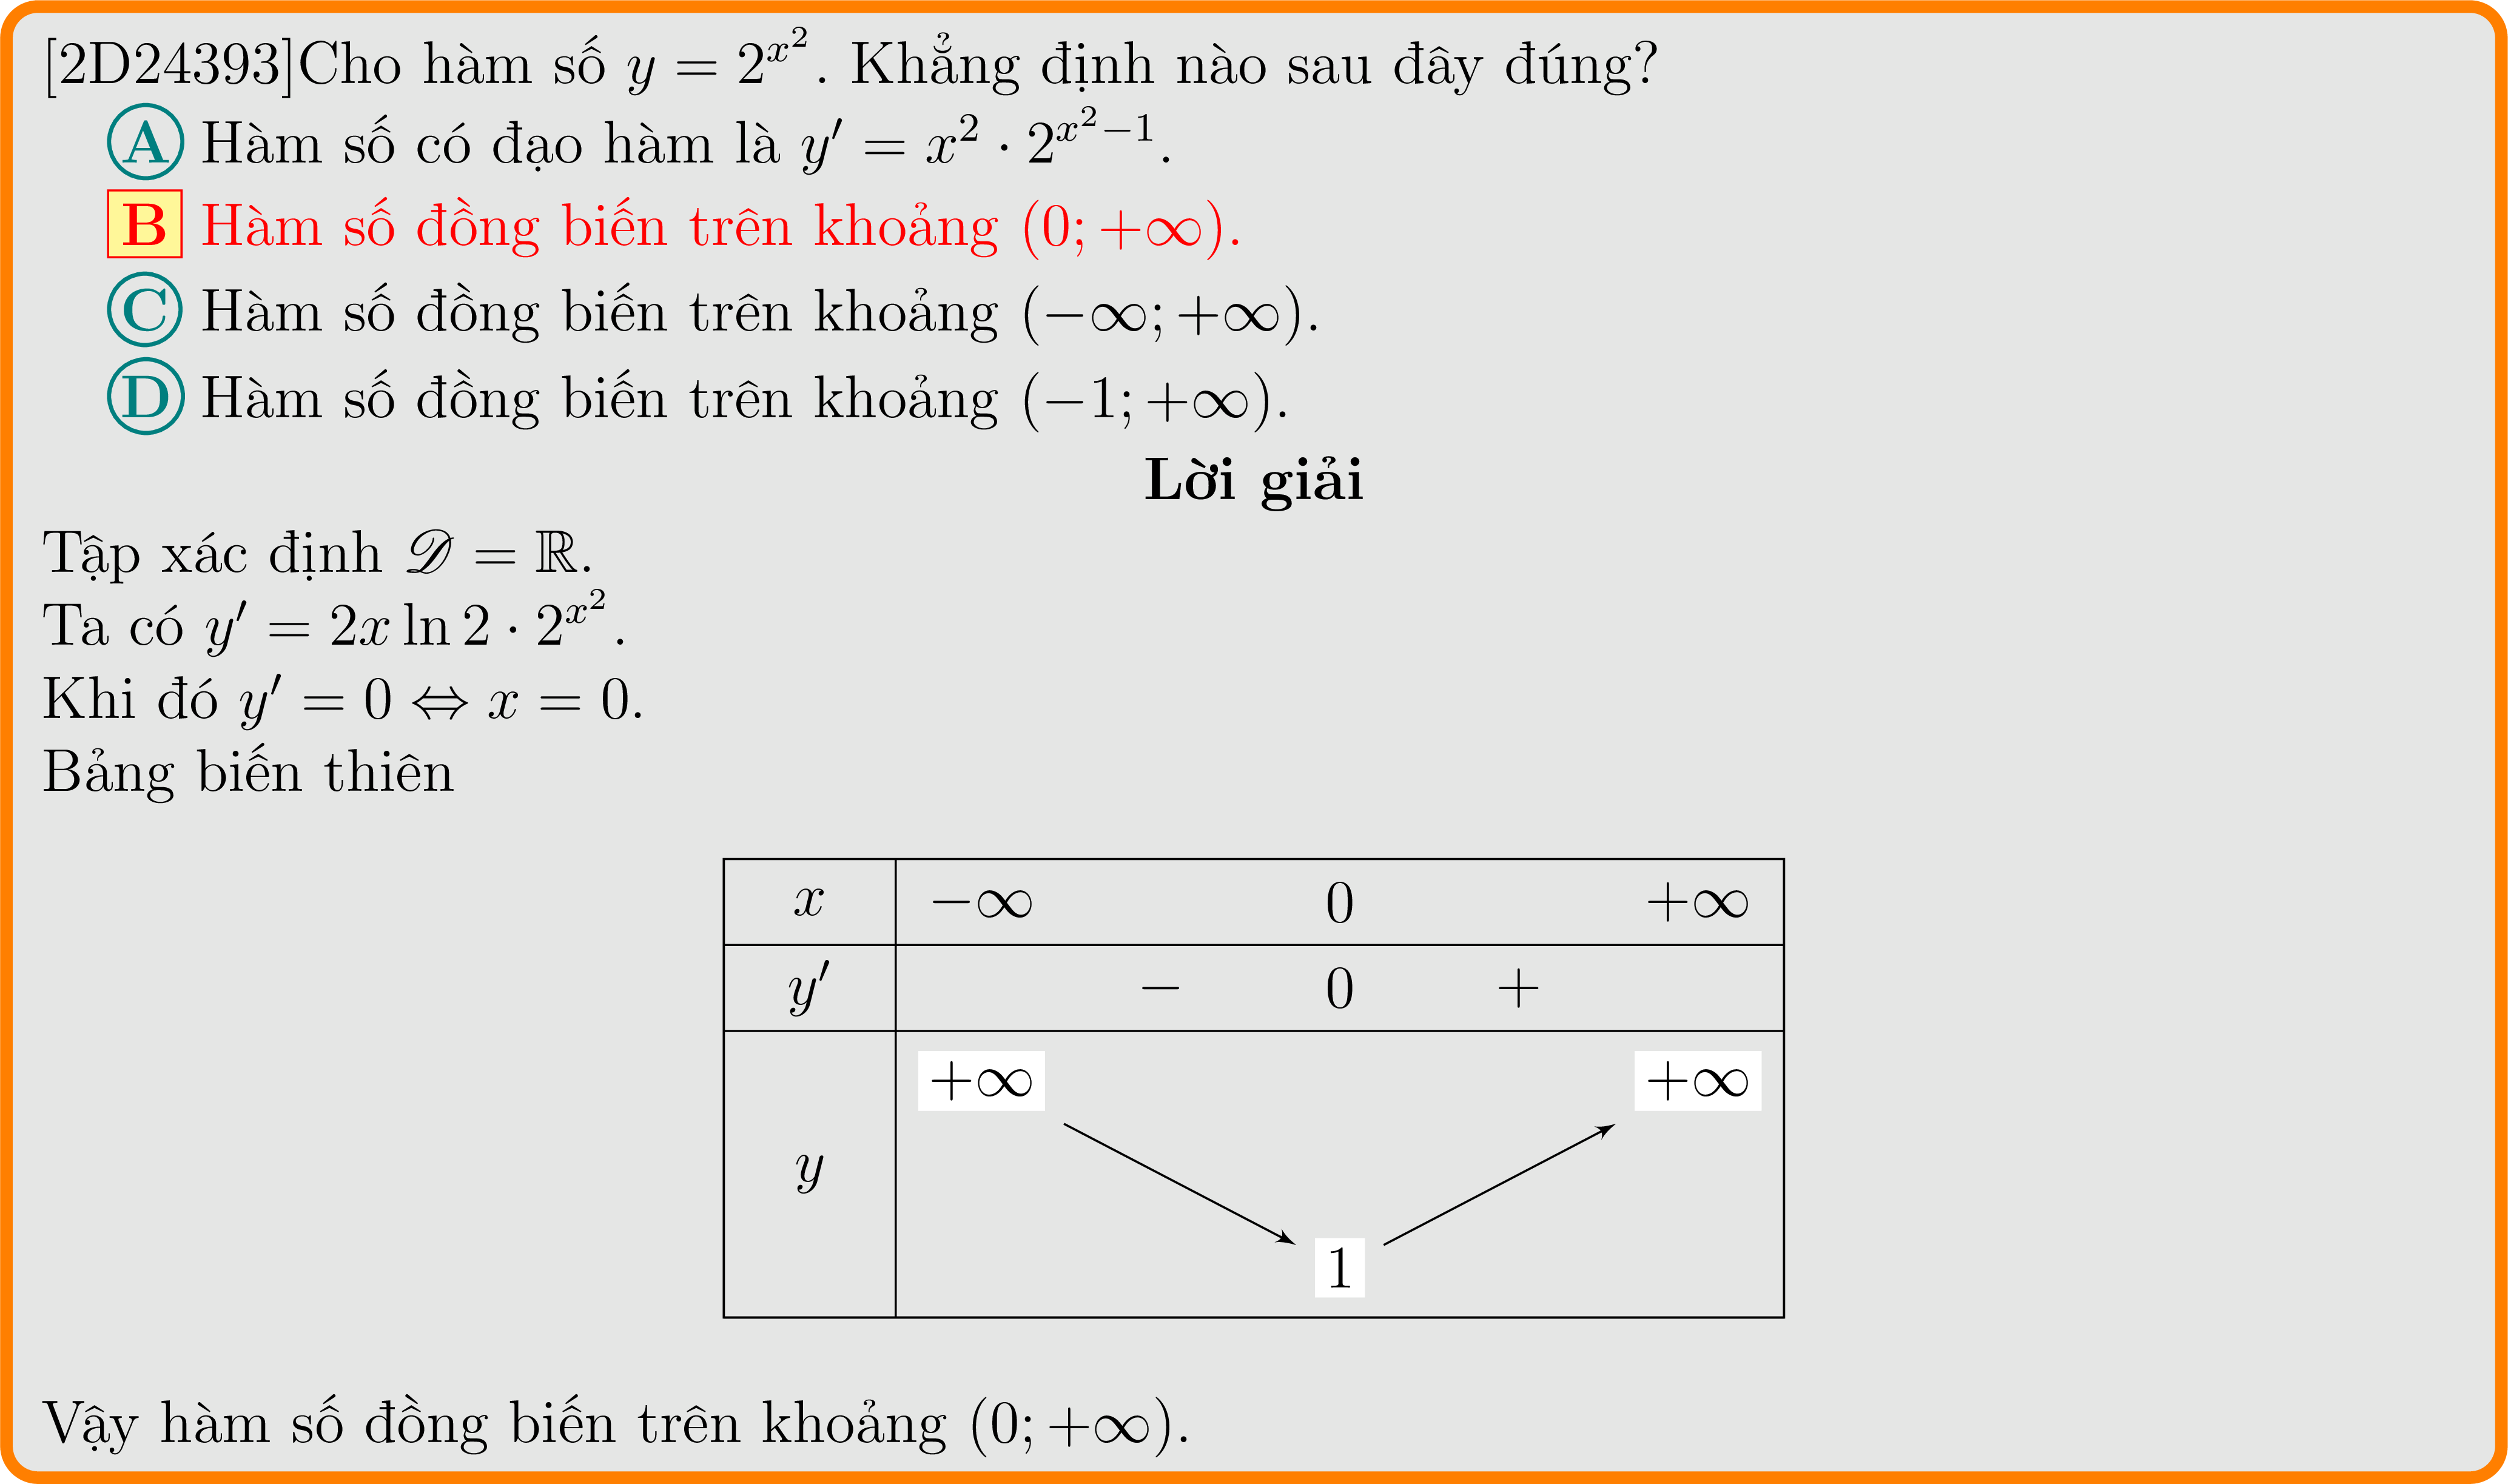 [2D24393]Cho hàm số $y = 2^{x^2}$. Khẳng định nào sau đây đúng?
A Hàm số có đạo hàm là $y' = x^2 \cdot 2^{x^2-1}$.
B Hàm số đồng biến trên khoảng $(0; +\infty)$.
C Hàm số đồng biến trên khoảng $(-\infty; +\infty)$.
D Hàm số đồng biến trên khoảng $(-1; +\infty)$.
Lời giải
Tập xác định $\mathscr{D} = \mathbb{R}$.
Ta có $y' = 2x \ln 2 \cdot 2^{x^2}$.
Khi đó $y' = 0 \Leftrightarrow x = 0$.
Bảng biến thiên
$x$ $-\infty$ 0 $+\infty$
$y'$ − 0 +
$+\infty$ $+\infty$
$y$
1
Vậy hàm số đồng biến trên khoảng $(0; +\infty)$.